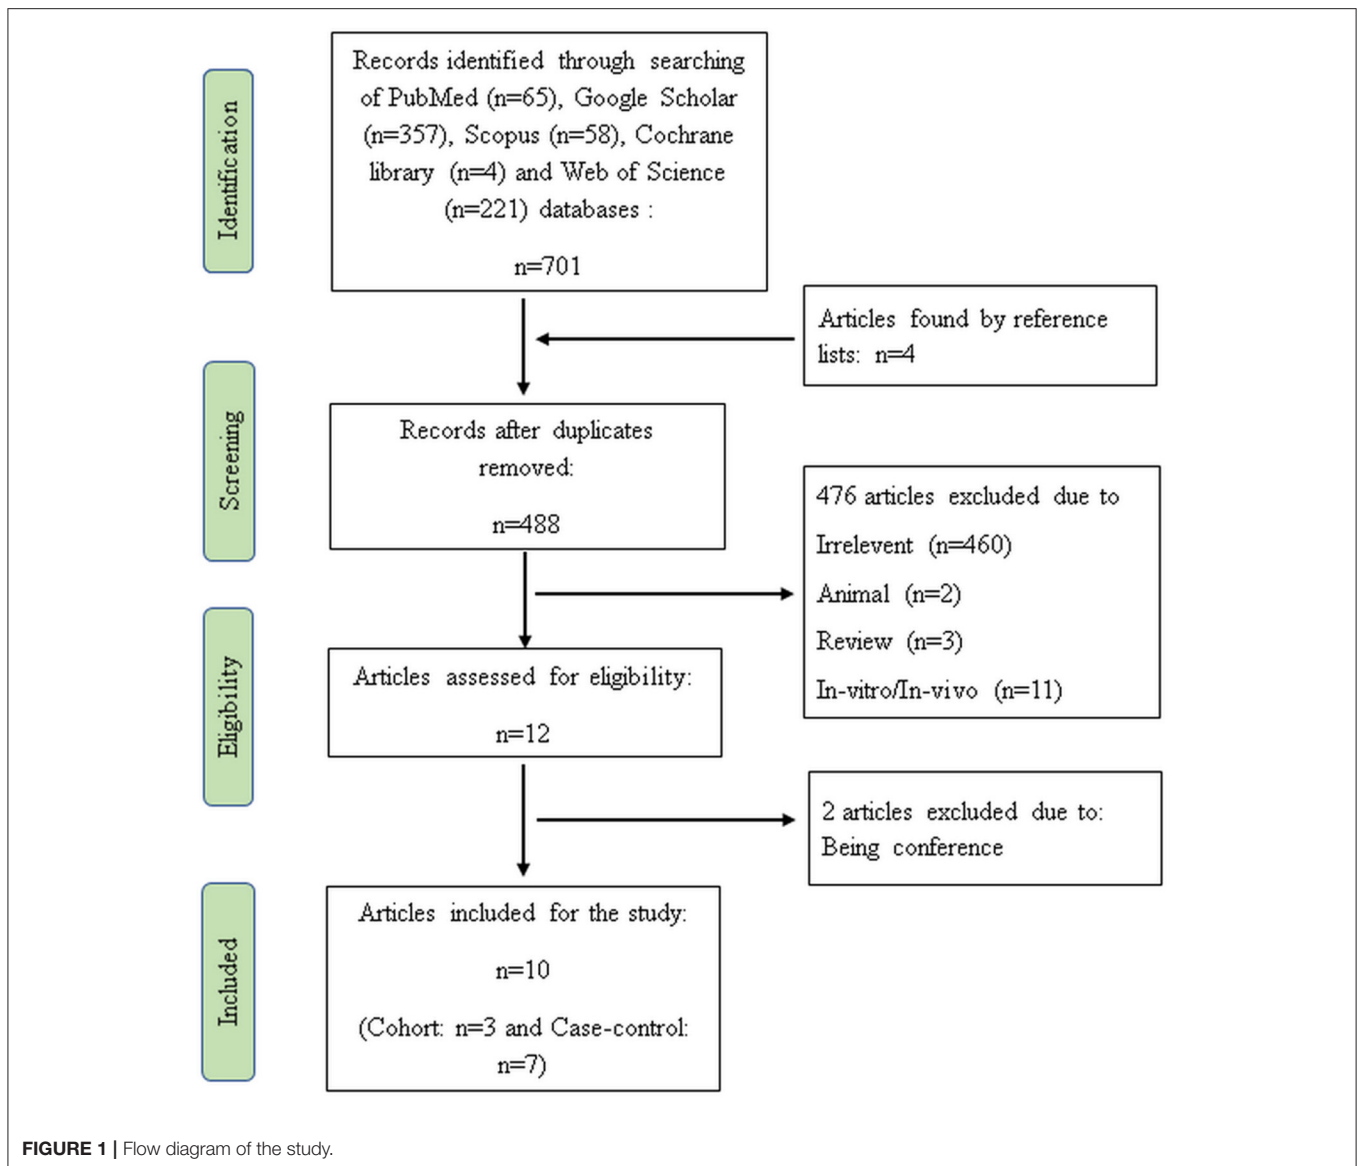 Identification
Records identified through searching
of PubMed (n=65), Google Scholar
(n=357), Scopus (n=58), Cochrane
library (n=4) and Web of Science
(n=221) databases :
n=701
Articles found by reference
lists: n=4
Screening
Records after duplicates
removed:
n=488
476 articles excluded due to
Irrelevent (n=460)
Animal (n=2)
Review (n=3)
In-vitro/In-vivo (n=11)
Eligibility
Articles assessed for eligibility:
n=12
2 articles excluded due to:
Being conference
Included
Articles included for the study:
n=10
(Cohort: n=3 and Case-control:
n=7)
FIGURE 1 | Flow diagram of the study.